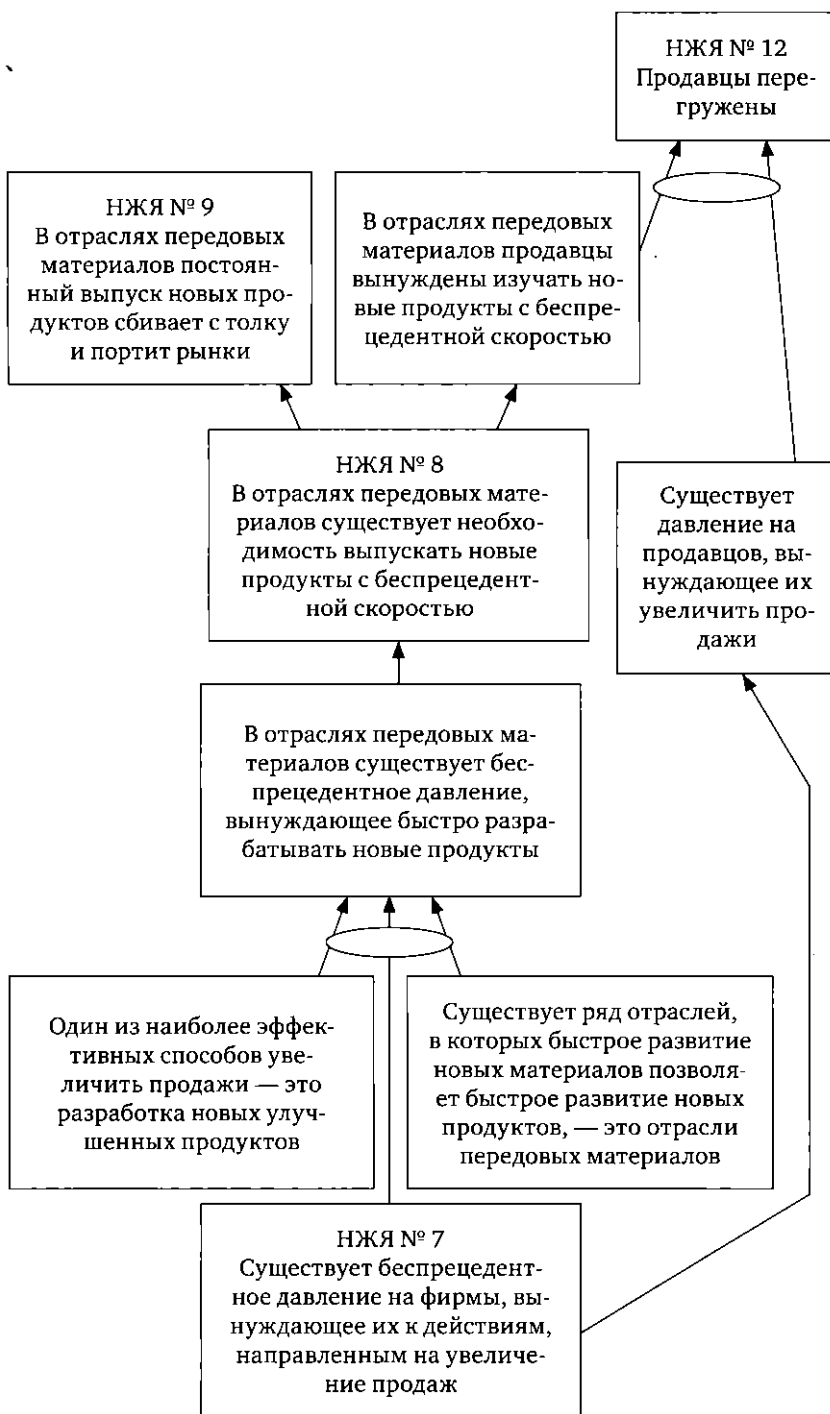 НЖЯ № 12
Продавцы пере-
гружены
НЖЯ № 9
В отраслях передовых
материалов постоян-
ный выпуск новых про-
дуктов сбивает с толку
и портит рынки
В отраслях передовых
материалов продавцы
вынуждены изучать но-
вые продукты с беспре-
цедентной скоростью
НЖЯ № 8
В отраслях передовых мате-
риалов существует необхо-
димость выпускать новые
продукты с беспрецедент-
ной скоростью
Существует
давление на
продавцов, вы-
нуждающее их
увеличить про-
дажи
В отраслях передовых ма-
териалов существует бес-
прецедентное давление,
вынуждающее быстро разра-
батывать новые продукты
Один из наиболее эффек-
тивных способов уве-
личить продажи — это
разработка новых улуч-
шенных продуктов
Существует ряд отраслей,
в которых быстрое развитие
новых материалов позволя-
ет быстрое развитие новых
продуктов, — это отрасли
передовых материалов
НЖЯ № 7
Существует беспрецедент-
ное давление на фирмы, вы-
нуждающее их к действиям,
направленным на увеличе-
ние продаж